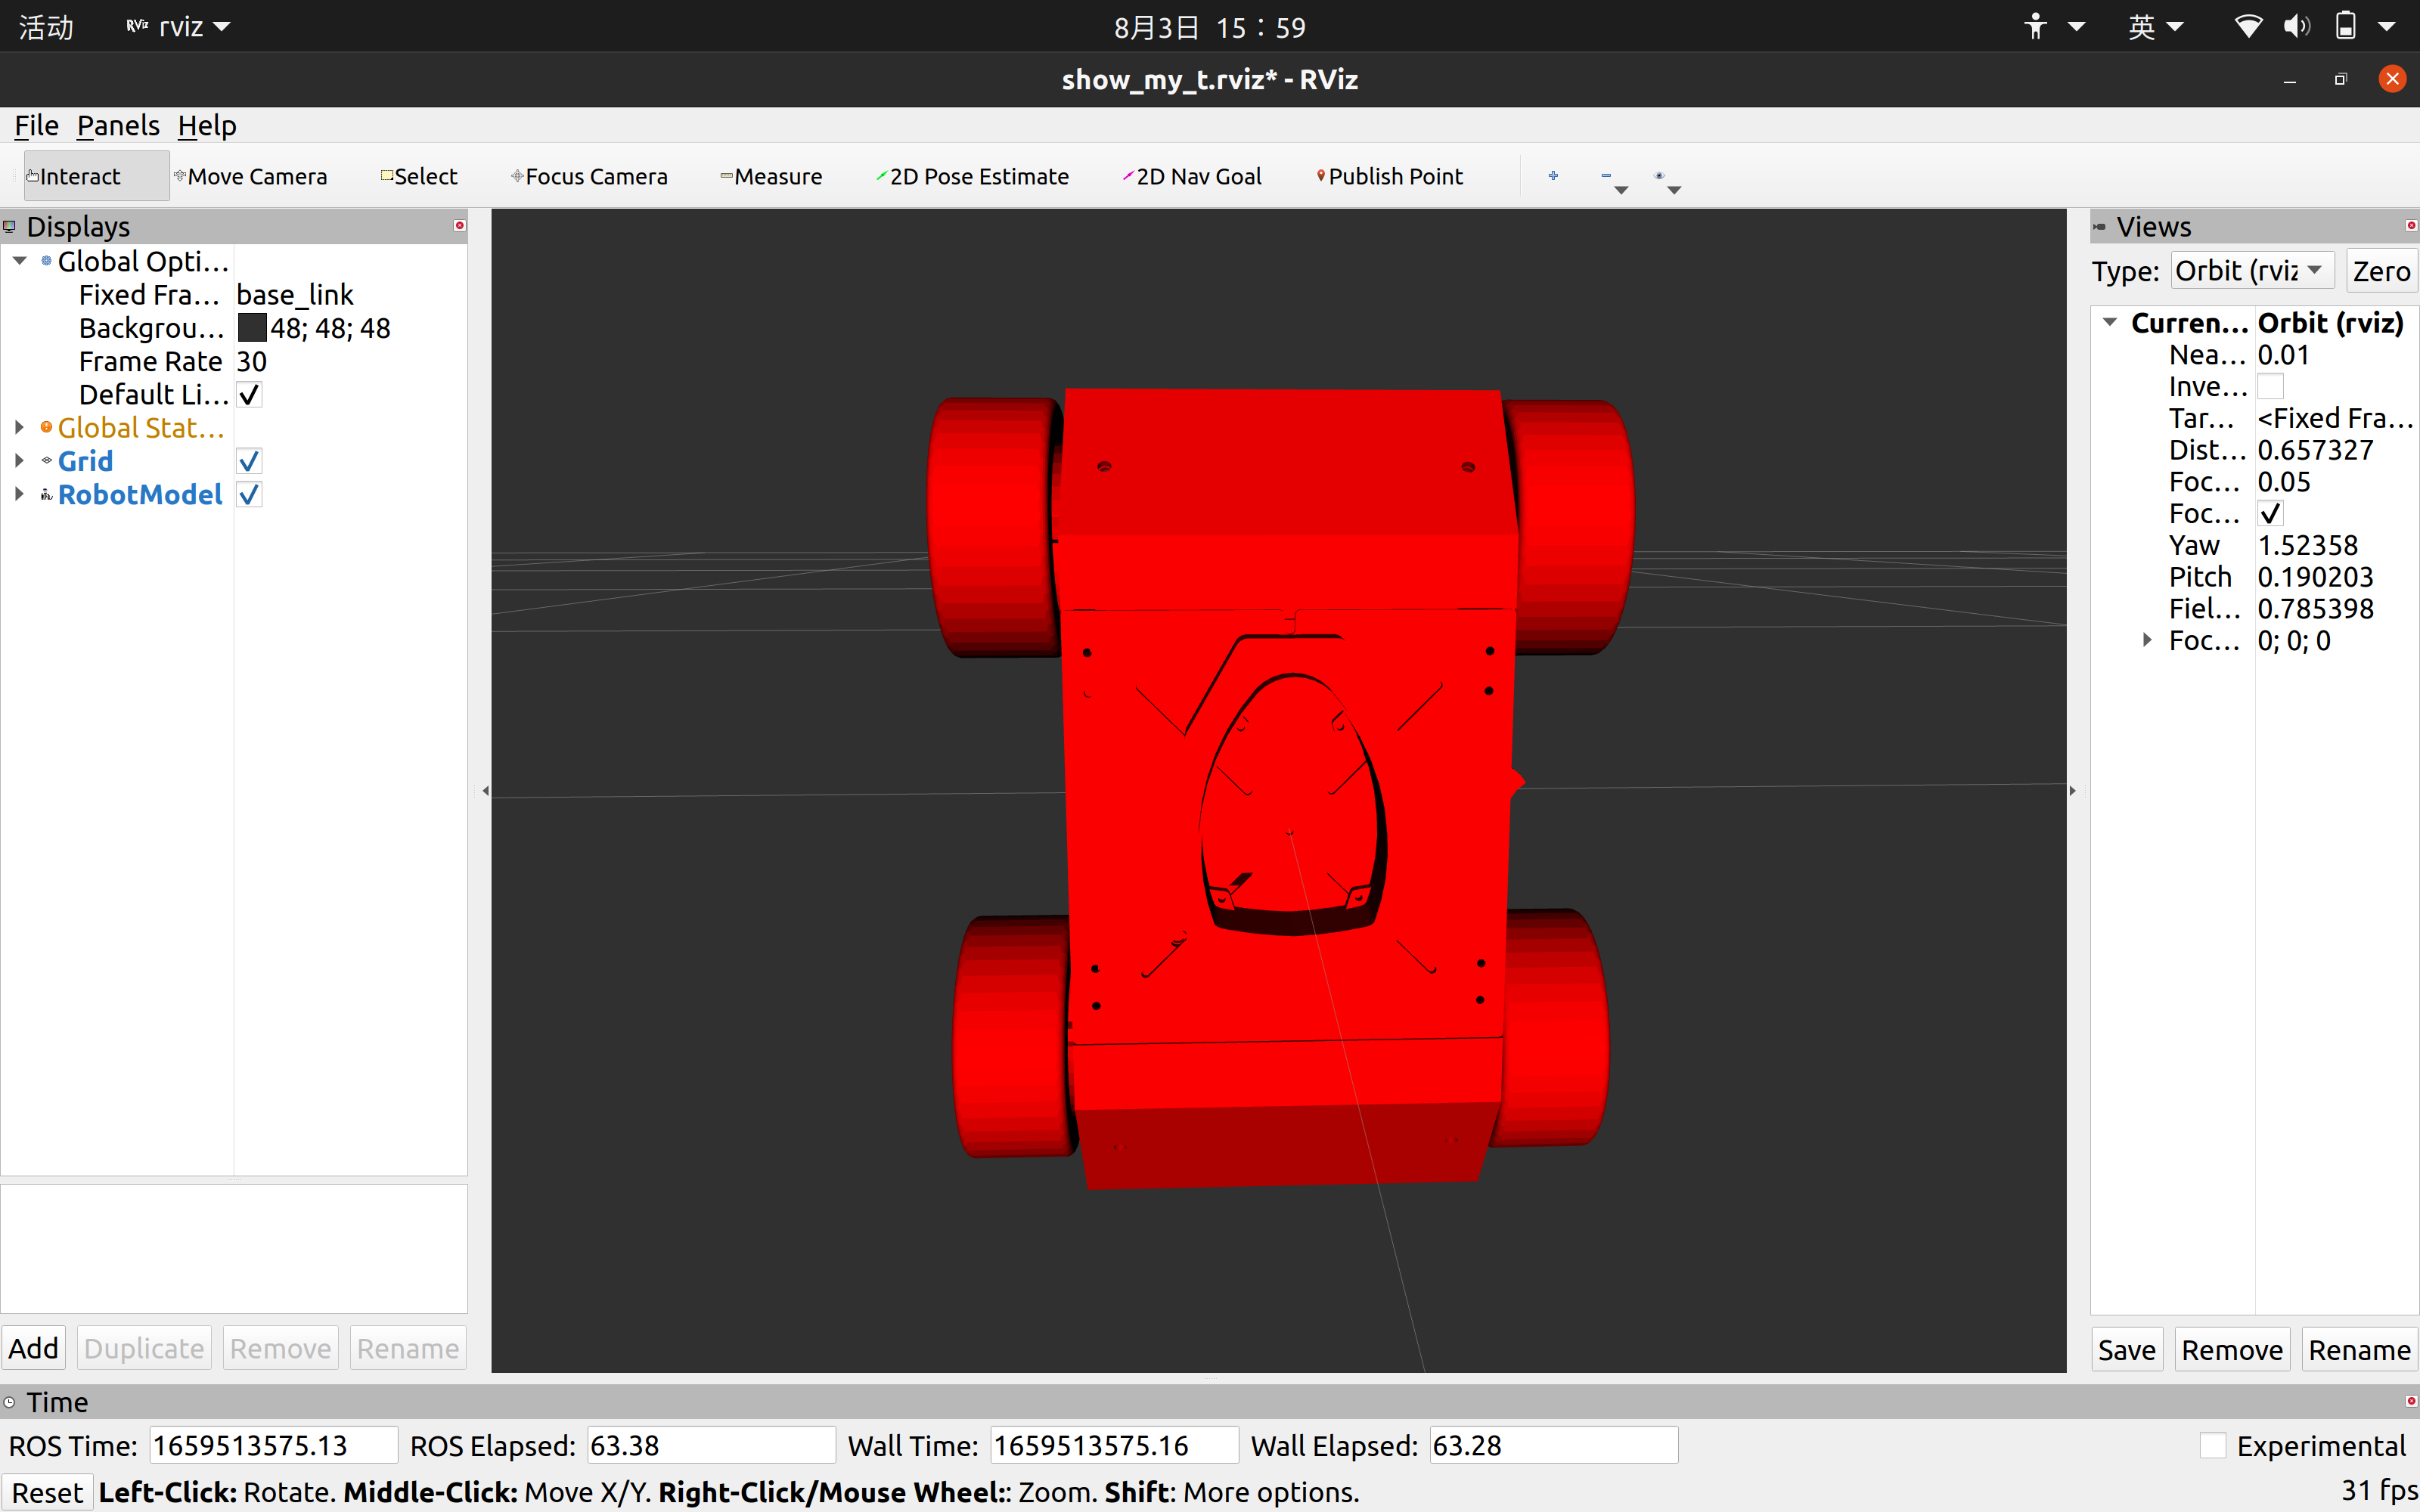 活动 RViz rviz 8月3日 15：59 英
show_my_t.rviz* - RViz
File Panels Help
Interact Move Camera Select Focus Camera Measure 2D Pose Estimate 2D Nav Goal Publish Point
Displays
Global Opti...
Fixed Fra... base_link
Backgrou... 48; 48; 48
Frame Rate 30
Default Li...
Global Stat...
Grid
RobotModel
Add Duplicate Remove Rename
Views
Type: Orbit (rviz Zero
Curren... Orbit (rviz)
Nea... 0.01
Inve...
Tar... <Fixed Fra...
Dist... 0.657327
Foc... 0.05
Foc...
Yaw 1.52358
Pitch 0.190203
Fiel... 0.785398
Foc... 0; 0; 0
Save Remove Rename
Time
ROS Time: 1659513575.13 ROS Elapsed: 63.38 Wall Time: 1659513575.16 Wall Elapsed: 63.28 Experimental
Reset Left-Click: Rotate. Middle-Click: Move X/Y. Right-Click/Mouse Wheel:: Zoom. Shift: More options. 31 fps